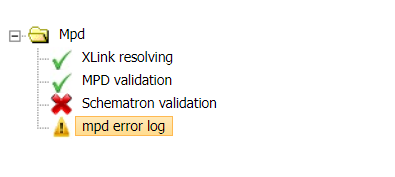 Mpd
XLink resolving
MPD validation
Schematron validation
mpd error log